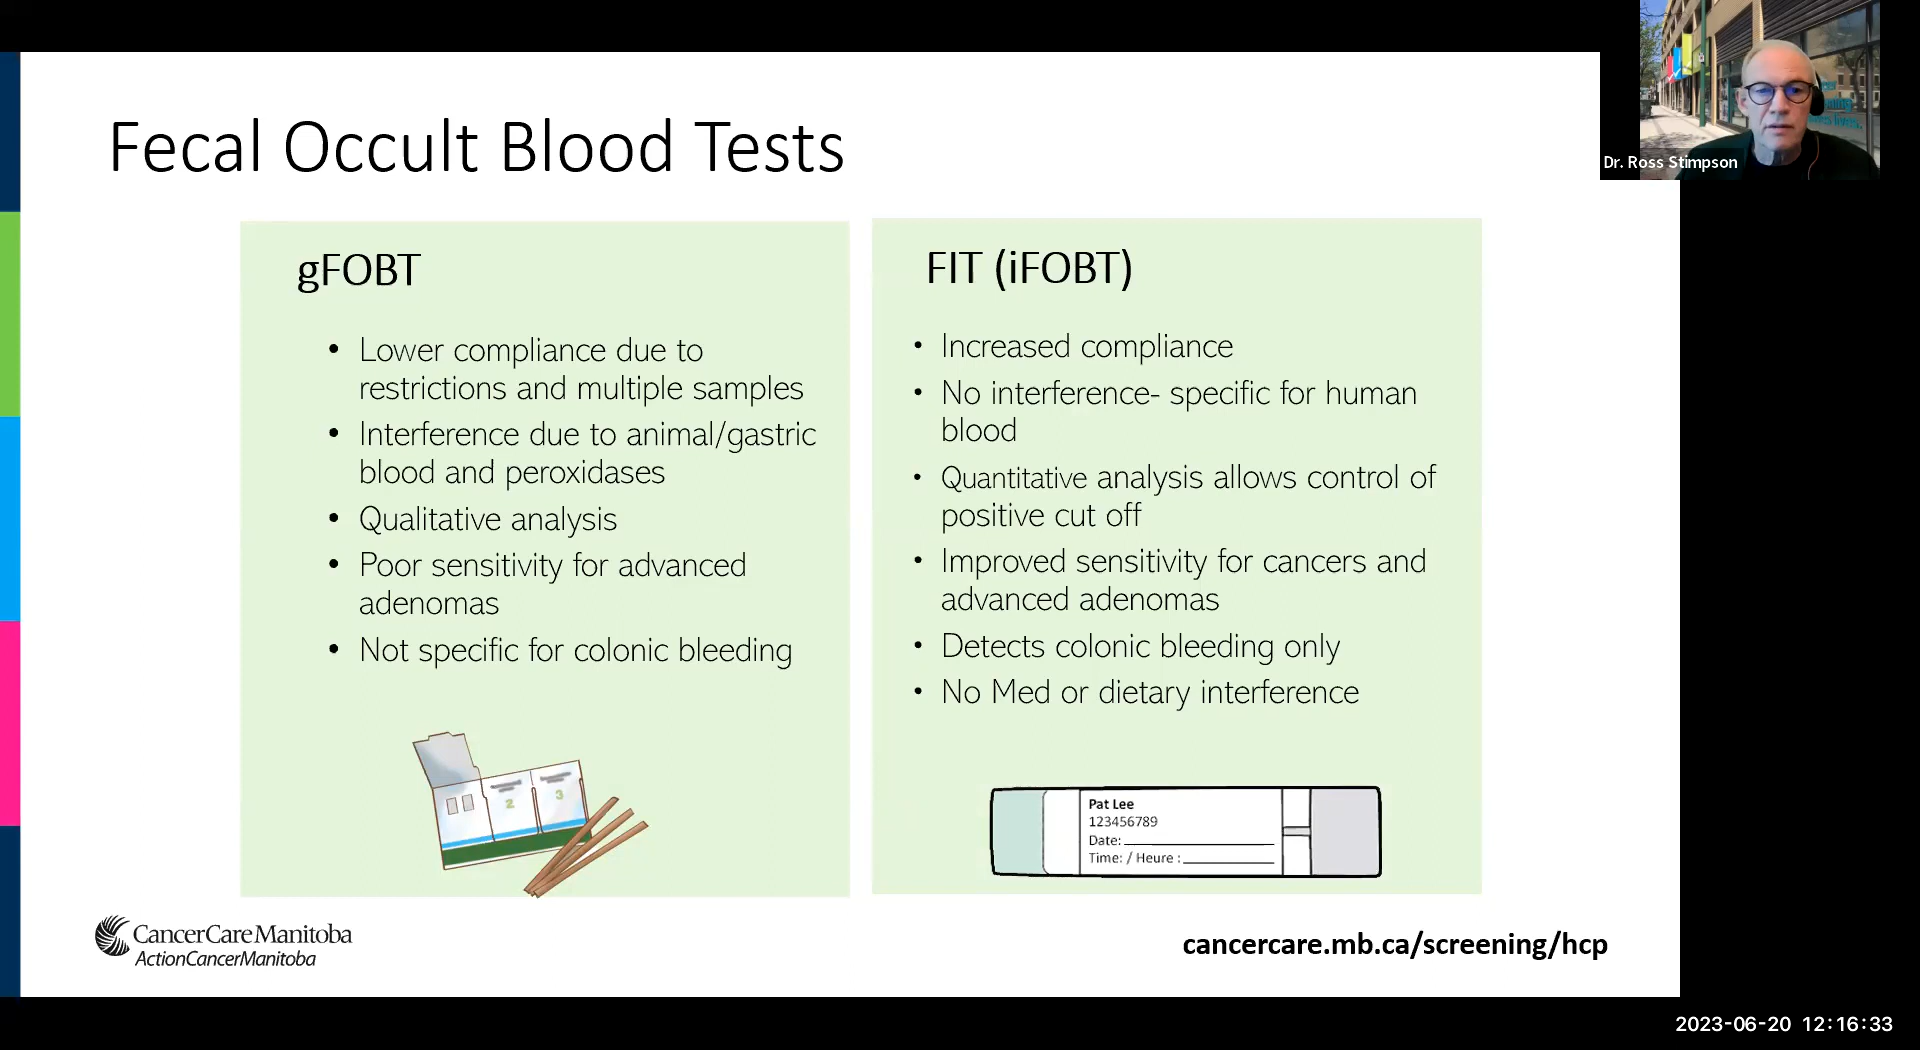 Fecal Occult Blood Tests
Dr. Ross Stimpson
gFOBT
• Lower compliance due to
restrictions and multiple samples
• Interference due to animal/gastric
blood and peroxidases
• Qualitative analysis
• Poor sensitivity for advanced
adenomas
• Not specific for colonic bleeding
2
3
FIT (iFOBT)
• Increased compliance
• No interference- specific for human
blood
• Quantitative analysis allows control of
positive cut off
• Improved sensitivity for cancers and
advanced adenomas
• Detects colonic bleeding only
• No Med or dietary interference
Pat Lee
123456789
Date:
Time: / Heure :
CancerCareManitoba
ActionCancerManitoba
cancercare.mb.ca/screening/hcp
2023-06-20 12:16:33